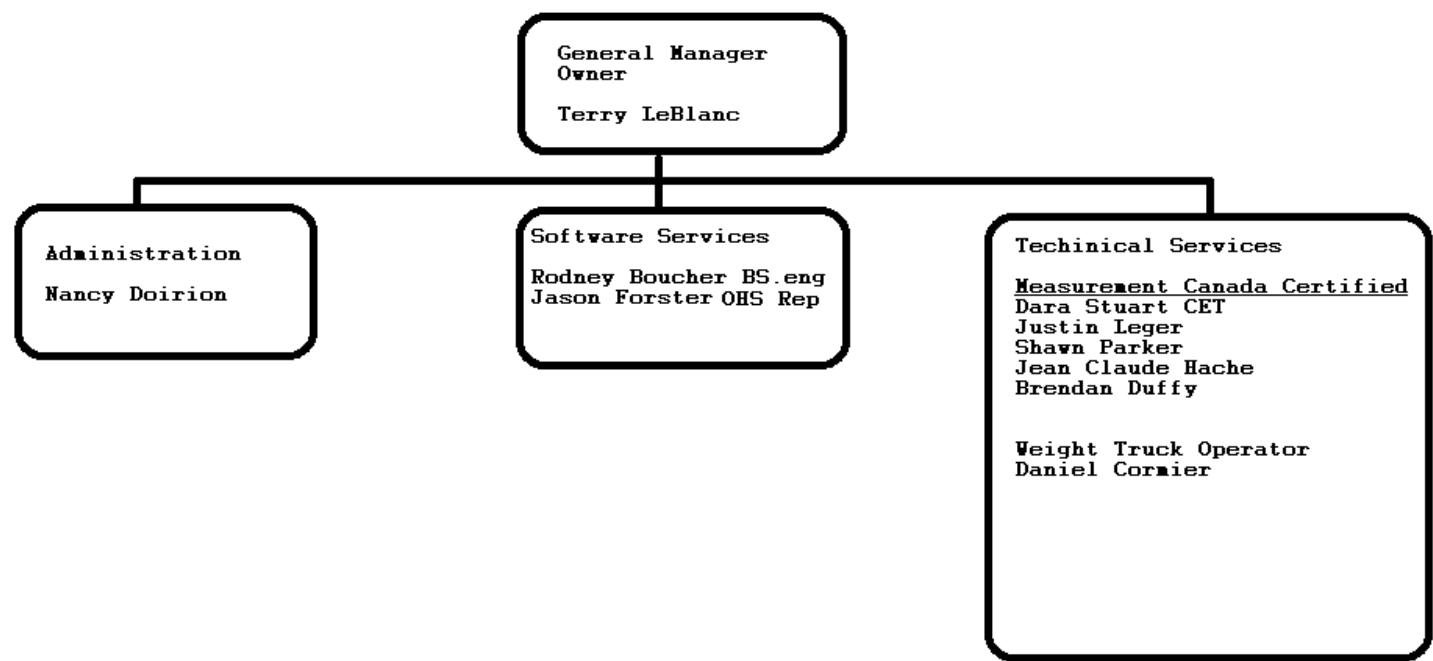 General Manager
Owner
Terry LeBlanc
Administration
Nancy Doirion
Software Services
Rodney Boucher BS.eng
Jason Forster OHS Rep
Techinical Services
Measurement Canada Certified
Dara Stuart CET
Justin Leger
Shawn Parker
Jean Claude Hache
Brendan Duffy
Weight Truck Operator
Daniel Cormier